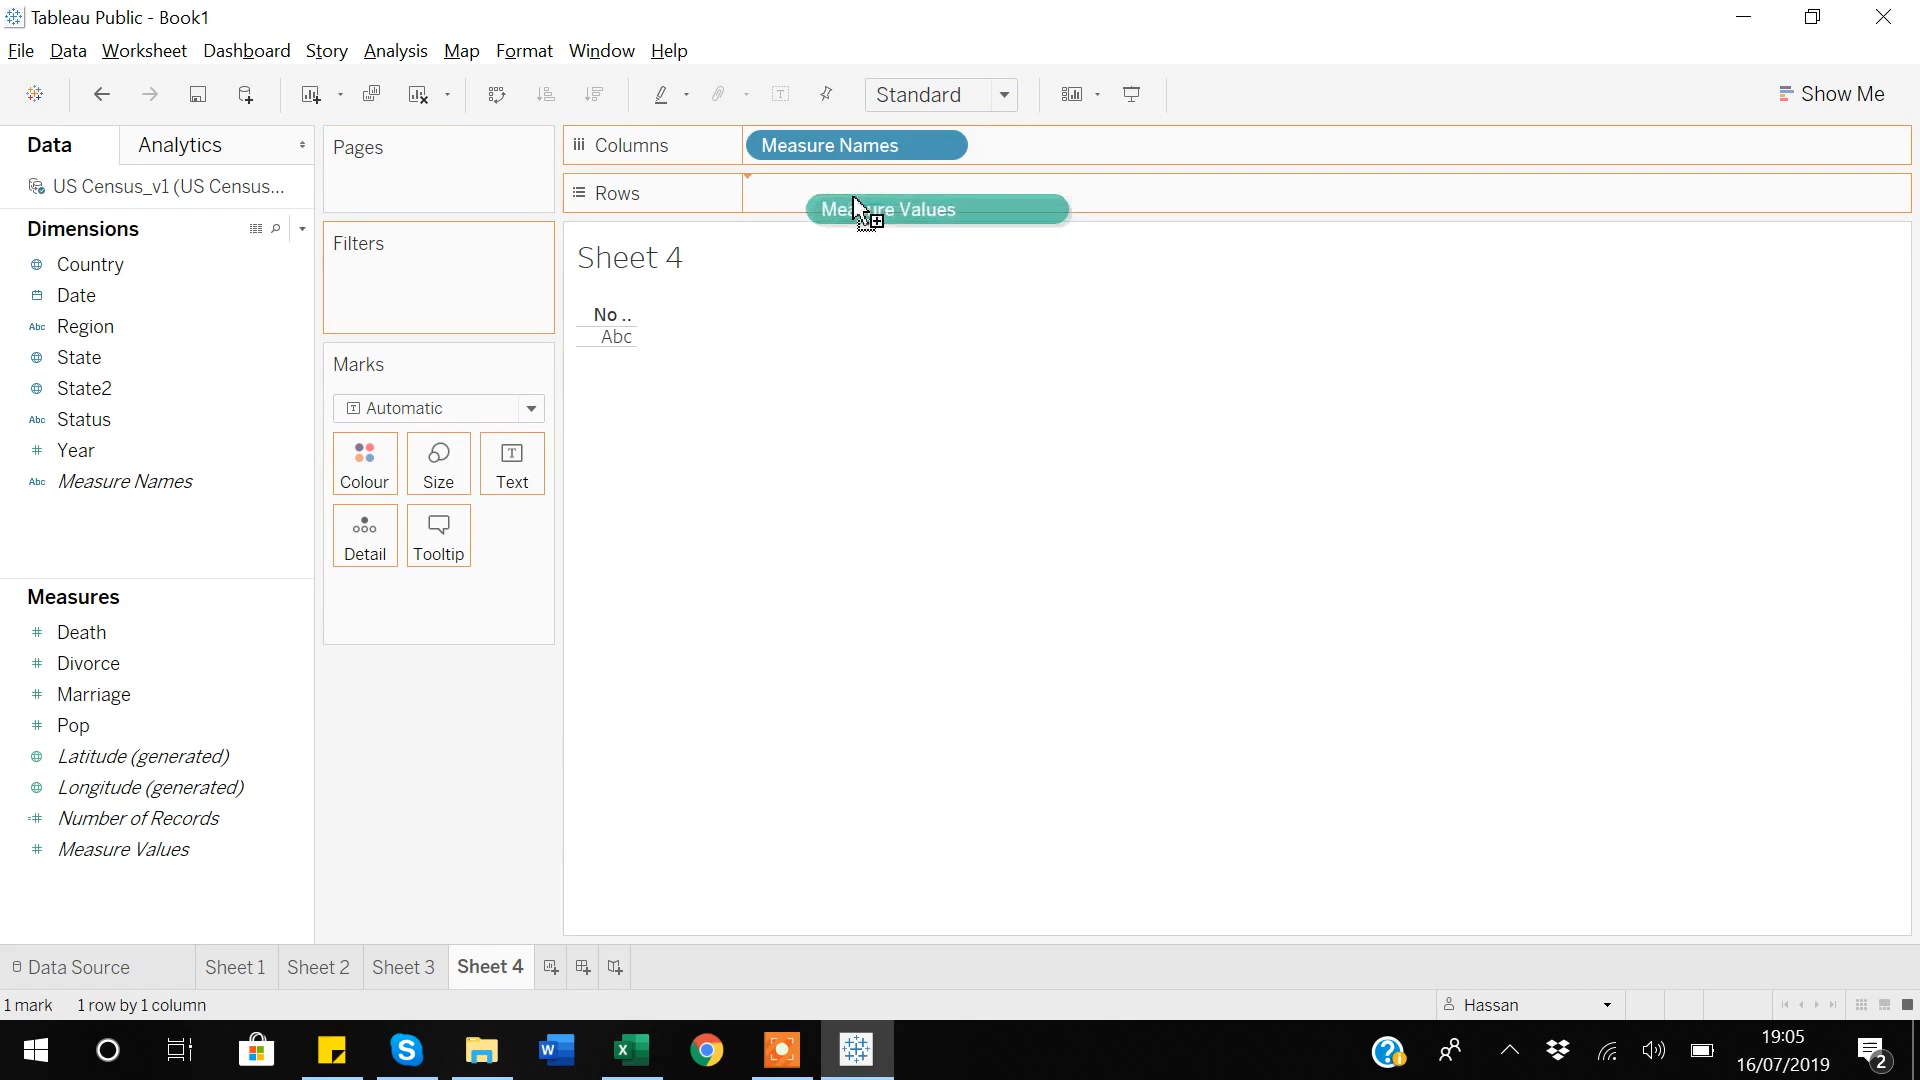 Tableau Public - Book1
File Data Worksheet Dashboard Story Analysis Map Format Window Help
Standard
Show Me
Data
Analytics
US Census_v1 (US Census...
Dimensions
Country
Date
Abc Region
State
State2
Abc Status
Year
Abc Measure Names
Measures
Death
Divorce
Marriage
Pop
Latitude (generated)
Longitude (generated)
Number of Records
Measure Values
Pages
Filters
Marks
Automatic
Colour
Size
Text
Detail
Tooltip
Columns
Measure Names
Rows
Measure Values
Sheet 4
No ..
Abc
Data Source
Sheet 1
Sheet 2
Sheet 3
Sheet 4
1 mark
1 row by 1 column
Hassan
19:05
16/07/2019
2